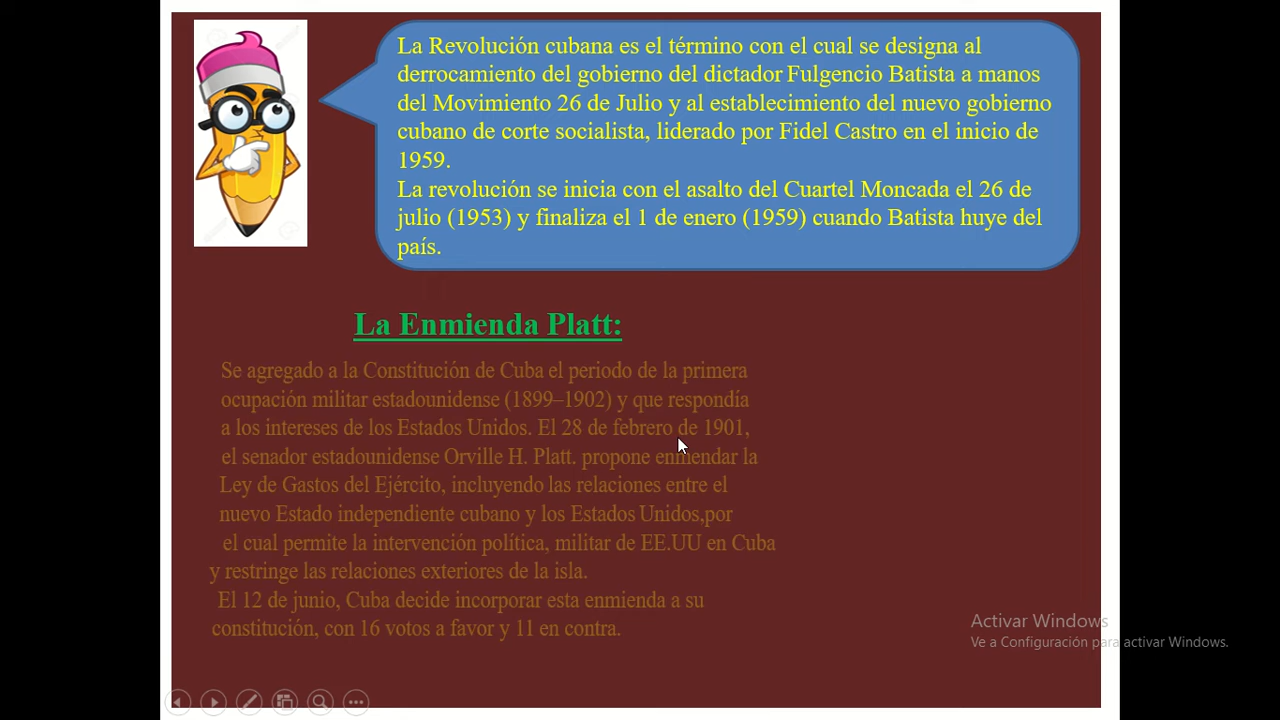 La Revolución cubana es el término con el cual se designa al
derrocamiento del gobierno del dictador Fulgencio Batista a manos
del Movimiento 26 de Julio y al establecimiento del nuevo gobierno
cubano de corte socialista, liderado por Fidel Castro en el inicio de
1959.
La revolución se inicia con el asalto del Cuartel Moncada el 26 de
julio (1953) y finaliza el 1 de enero (1959) cuando Batista huye del
país.
La Enmienda Platt:
Se agregado a la Constitución de Cuba el periodo de la primera
ocupación militar estadounidense (1899–1902) y que respondía
a los intereses de los Estados Unidos. El 28 de febrero de 1901,
el senador estadounidense Orville H. Platt. propone enmendar la
Ley de Gastos del Ejército, incluyendo las relaciones entre el
nuevo Estado independiente cubano y los Estados Unidos,por
el cual permite la intervención política, militar de EE.UU en Cuba
y restringe las relaciones exteriores de la isla.
El 12 de junio, Cuba decide incorporar esta enmienda a su
constitución, con 16 votos a favor y 11 en contra.
Activar Windows
Ve a Configuración para activar Windows.